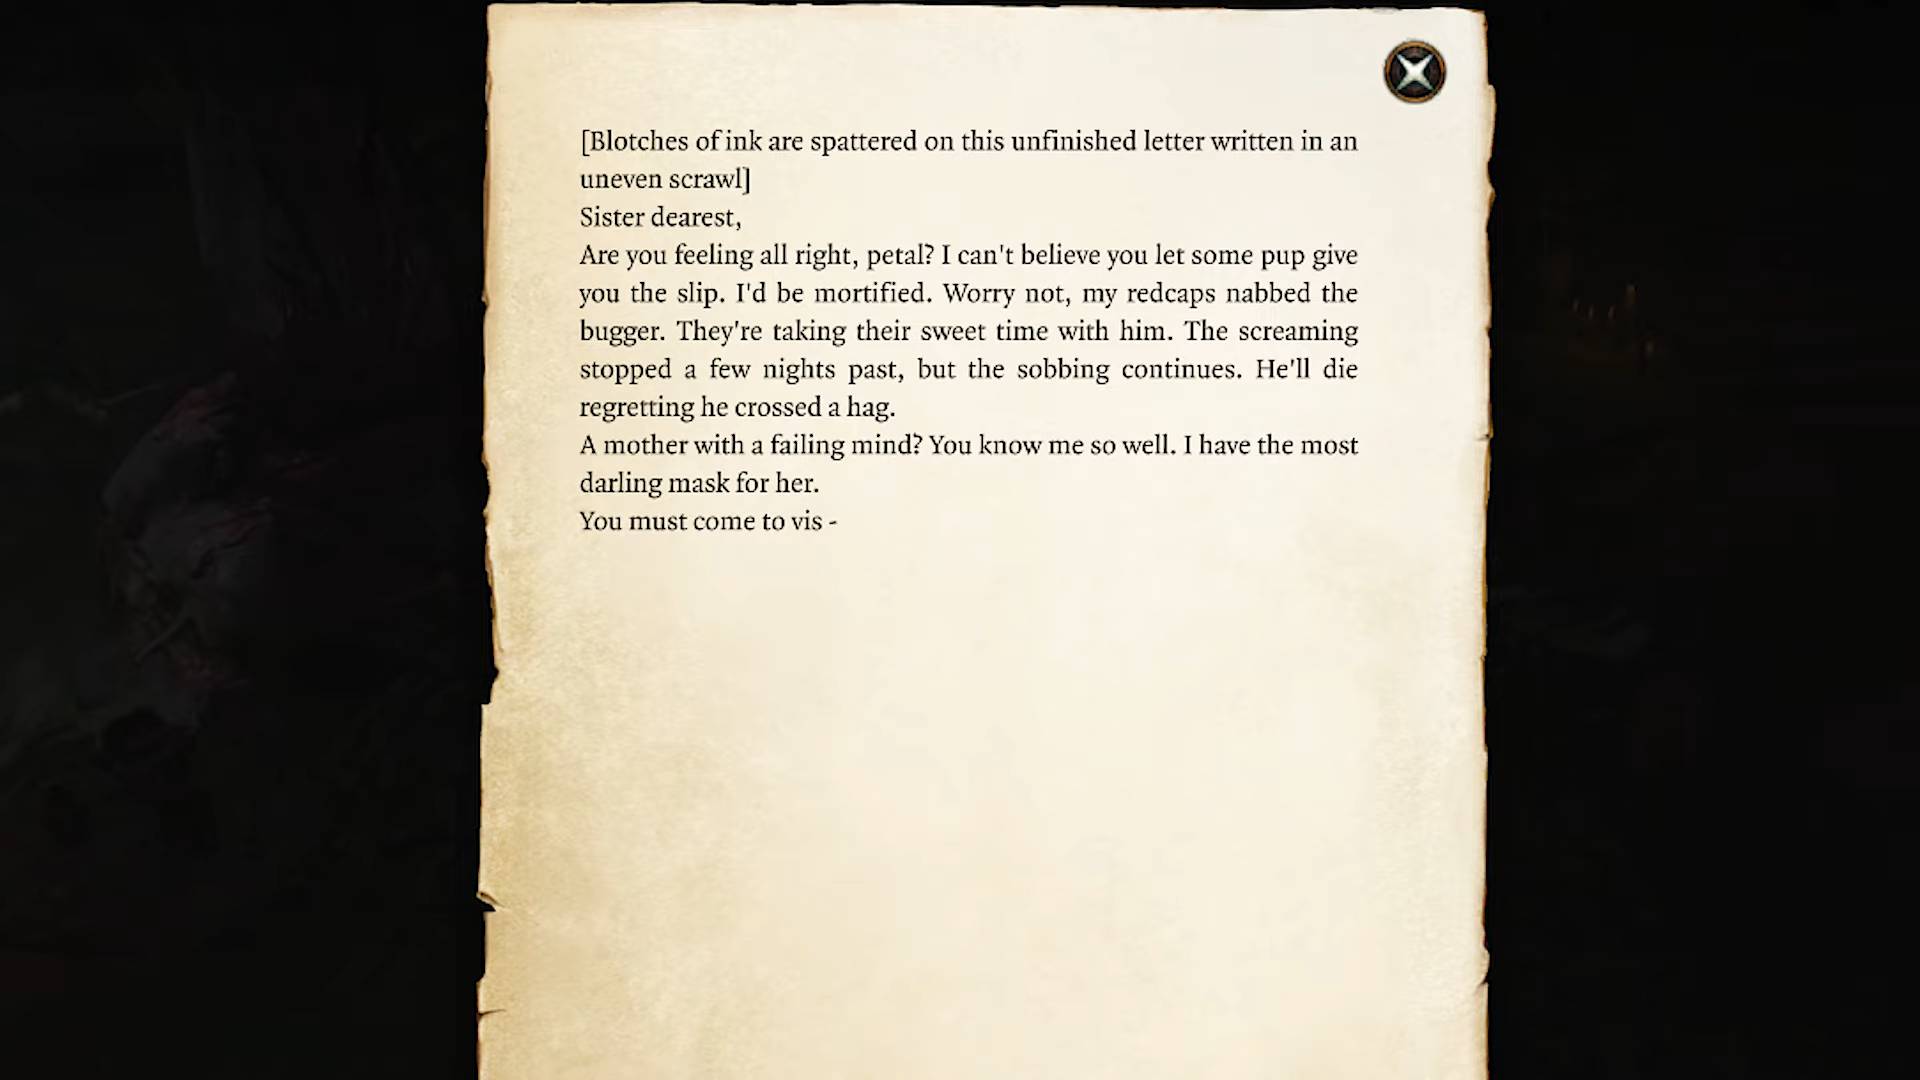 [Blotches of ink are spattered on this unfinished letter written in an
uneven scrawl]
Sister dearest,
Are you feeling all right, petal? I can't believe you let some pup give
you the slip. I'd be mortified. Worry not, my redcaps nabbed the
bugger. They're taking their sweet time with him. The screaming
stopped a few nights past, but the sobbing continues. He'll die
regretting he crossed a hag.
A mother with a failing mind? You know me so well. I have the most
darling mask for her.
You must come to vis -